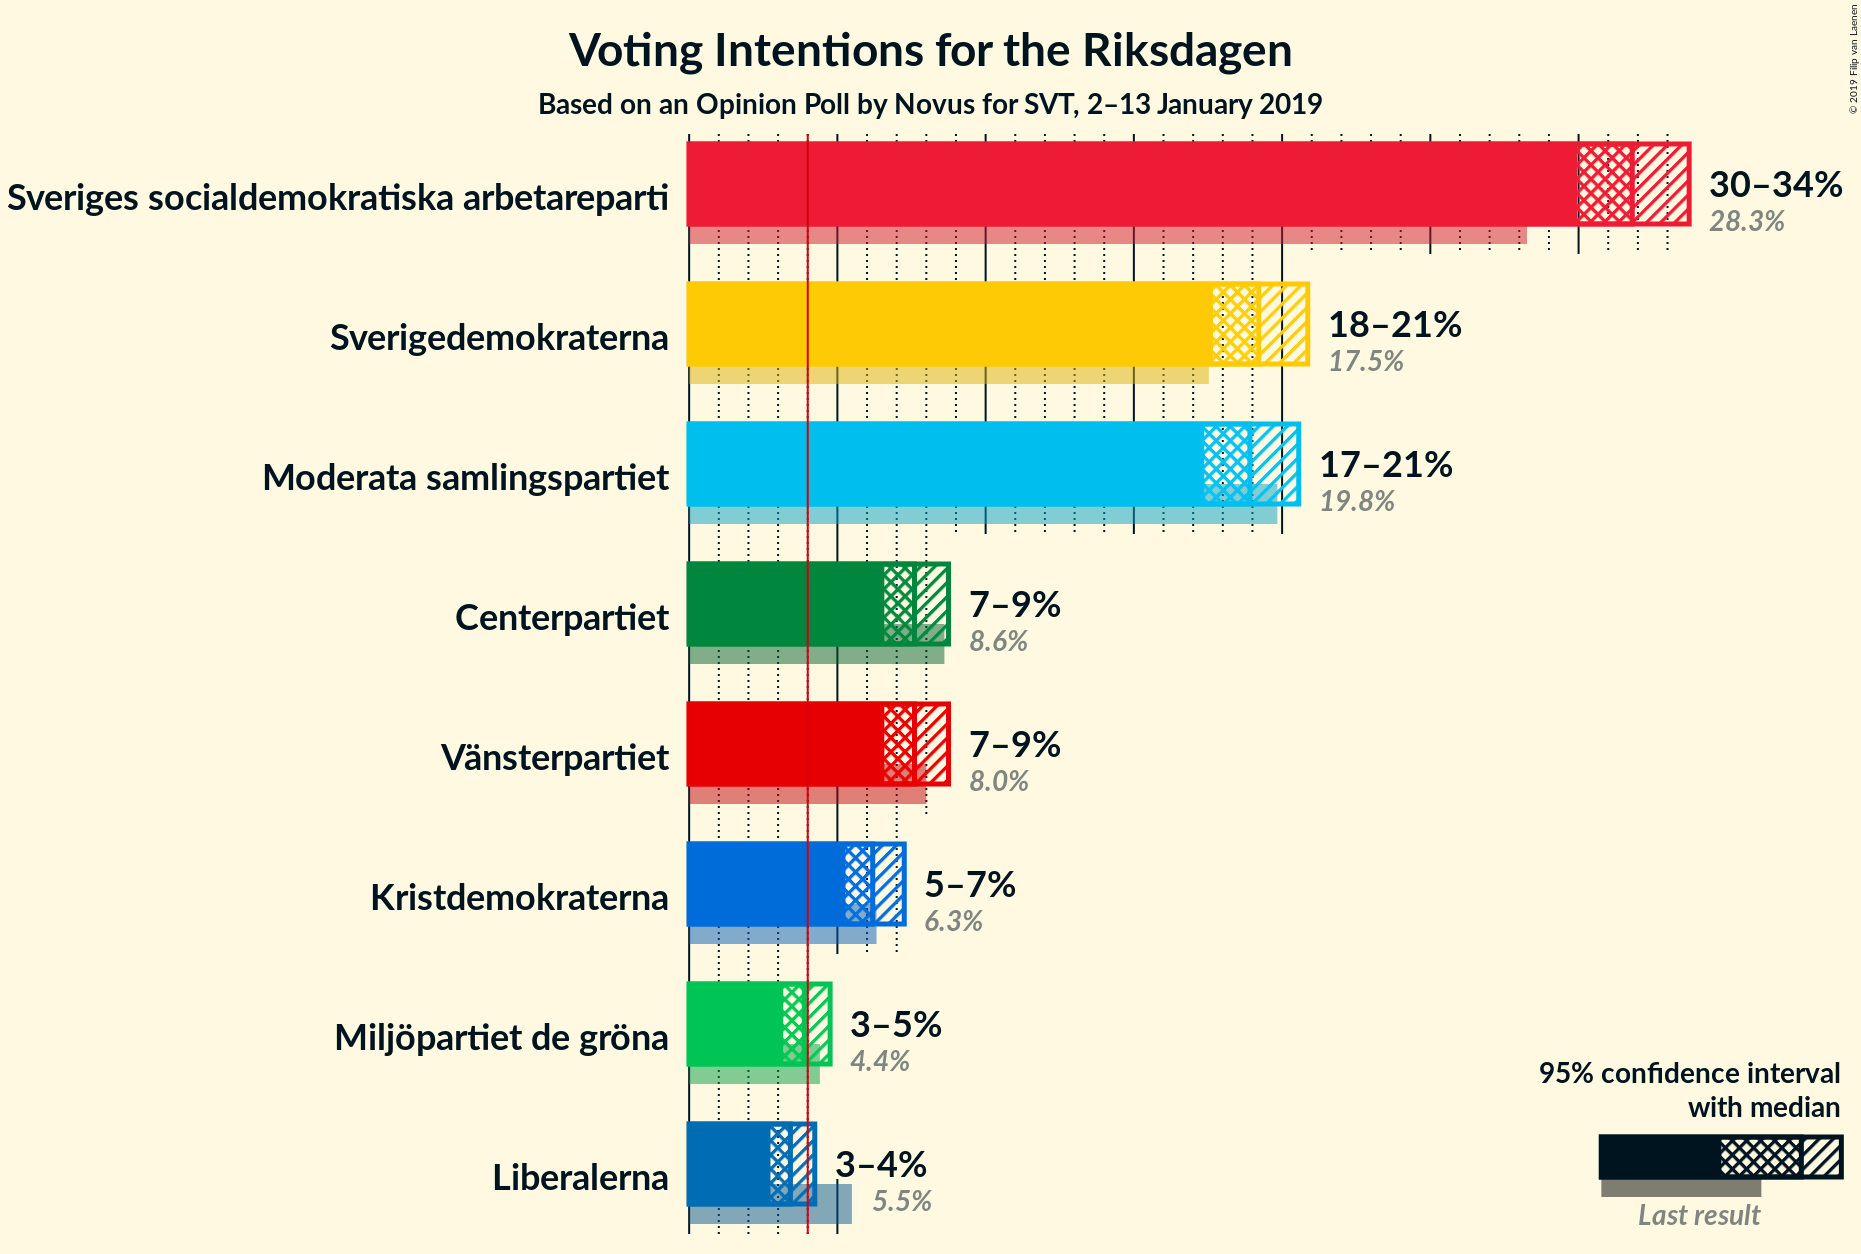 Voting Intentions for the Riksdagen
Based on an Opinion Poll by Novus for SVT, 2–13 January 2019
© 2019 Filip van Laenen
Sveriges socialdemokratiska arbetareparti
30–34%
28.3%
Sverigedemokraterna
18–21%
17.5%
Moderata samlingspartiet
17–21%
19.8%
Centerpartiet
7–9%
8.6%
Vänsterpartiet
7–9%
8.0%
Kristdemokraterna
5–7%
6.3%
Miljöpartiet de gröna
3–5%
4.4%
Liberalerna
3–4%
5.5%
95% confidence interval
with median
Last result